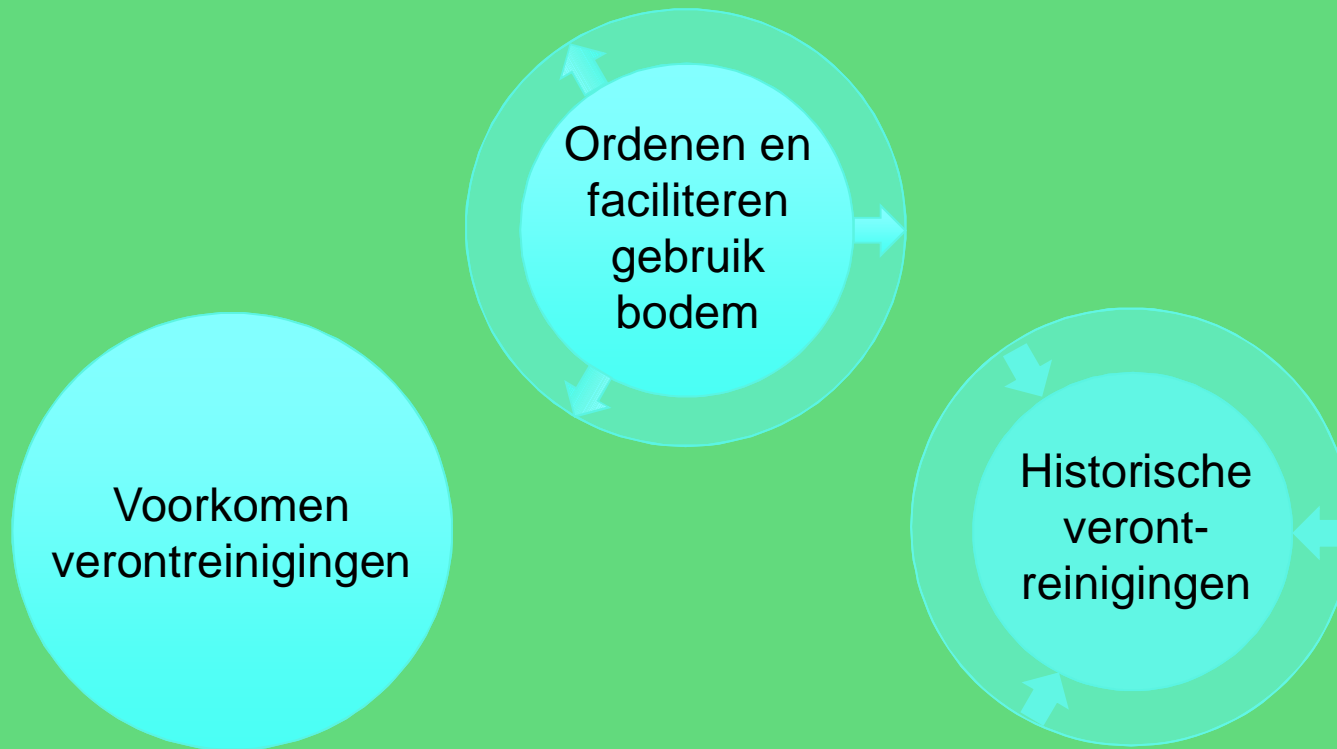 Ordenen en
faciliteren
gebruik
bodem
Voorkomen
verontreinigingen
Historische
veront-
reinigingen